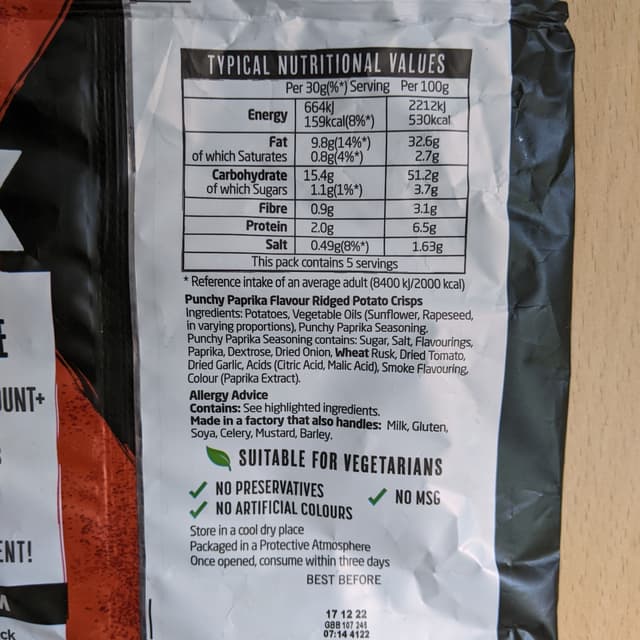 TYPICAL NUTRITIONAL VALUES
Per 30g(%*) Serving Per 100g
Energy 664kJ 2212kJ
159kcal(8%*) 530kcal
Fat 9.8g(14%*) 32.6g
of which Saturates 0.8g(4%*) 2.7g
Carbohydrate 15.4g 51.2g
of which Sugars 1.1g(1%*) 3.7g
Fibre 0.9g 3.1g
Protein 2.0g 6.5g
Salt 0.49g(8%*) 1.63g
This pack contains 5 servings
* Reference intake of an average adult (8400 kJ/2000 kcal)
Punchy Paprika Flavour Ridged Potato Crisps
Ingredients: Potatoes, Vegetable Oils (Sunflower, Rapeseed,
in varying proportions), Punchy Paprika Seasoning.
Punchy Paprika Seasoning contains: Sugar, Salt, Flavourings,
Paprika, Dextrose, Dried Onion, Wheat Rusk, Dried Tomato,
Dried Garlic, Acids (Citric Acid, Malic Acid), Smoke Flavouring,
Colour (Paprika Extract).
Allergy Advice
Contains: See highlighted ingredients.
Made in a factory that also handles: Milk, Gluten,
Soya, Celery, Mustard, Barley.
SUITABLE FOR VEGETARIANS
NO PRESERVATIVES
NO MSG
NO ARTIFICIAL COLOURS
Store in a cool dry place
Packaged in a Protective Atmosphere
Once opened, consume within three days
BEST BEFORE
17 12 22
07:14 4122
OUNT+
ENT!
ck